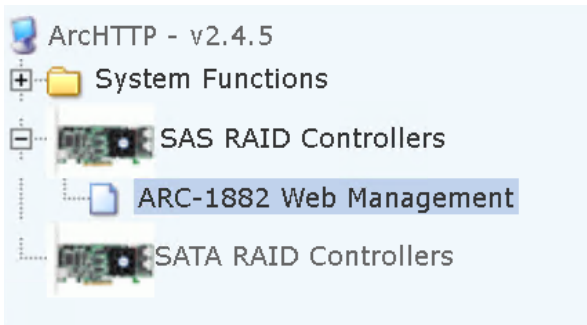 ArcHTTP - v2.4.5
System Functions
SAS RAID Controllers
ARC-1882 Web Management
SATA RAID Controllers